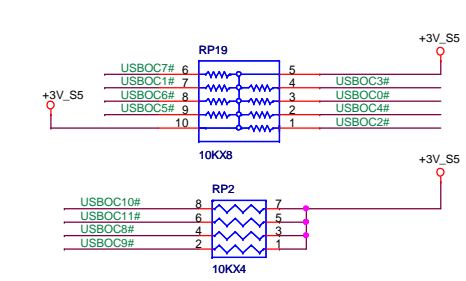 +3V_S5
RP19
USBOC7# 6 5
USBOC1# 7 4 USBOC3#
+3V_S5 USBOC6# 8 3 USBOC0#
USBOC5# 9 2 USBOC4#
10 1 USBOC2#
10KX8
+3V_S5
RP2
USBOC10# 8 7
USBOC11# 6 5
USBOC8# 4 3
USBOC9# 2 1
10KX4